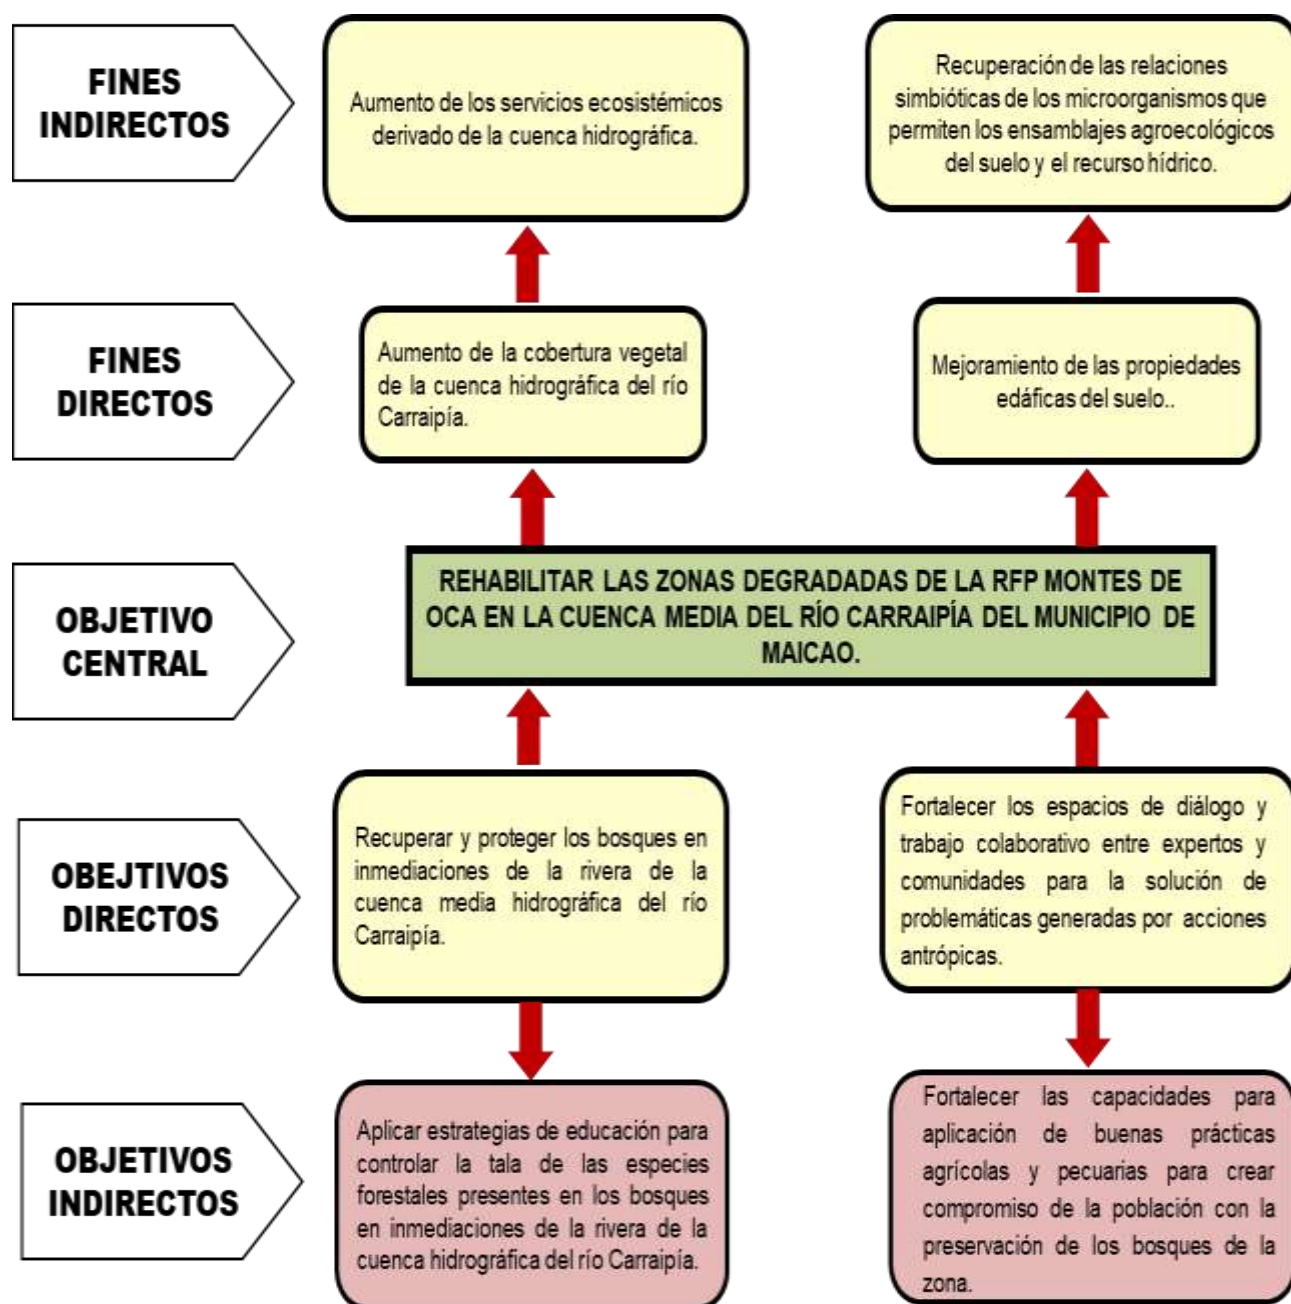 FINES
INDIRECTOS
Aumento de los servicios ecosistémicos
derivado de la cuenca hidrográfica.
Recuperación de las relaciones
simbióticas de los microorganismos que
permiten los ensamblajes agroecológicos
del suelo y el recurso hídrico.
FINES
DIRECTOS
Aumento de la cobertura vegetal
de la cuenca hidrográfica del río
Carraipía.
Mejoramiento de las propiedades
edáficas del suelo..
OBJETIVO
CENTRAL
REHABILITAR LAS ZONAS DEGRADADAS DE LA RFP MONTES DE
OCA EN LA CUENCA MEDIA DEL RÍO CARRAIPÍA DEL MUNICIPIO DE
MAICAO.
OBEJTIVOS
DIRECTOS
Recuperar y proteger los bosques en
inmediaciones de la rivera de la
cuenca media hidrográfica del río
Carraipía.
Fortalecer los espacios de diálogo y
trabajo colaborativo entre expertos y
comunidades para la solución de
problemáticas generadas por acciones
antrópicas.
OBJETIVOS
INDIRECTOS
Aplicar estrategias de educación para
controlar la tala de las especies
forestales presentes en los bosques
en inmediaciones de la rivera de la
cuenca hidrográfica del río Carraipía.
Fortalecer las capacidades para
aplicación de buenas prácticas
agrícolas y pecuarias para crear
compromiso de la población con la
preservación de los bosques de la
zona.